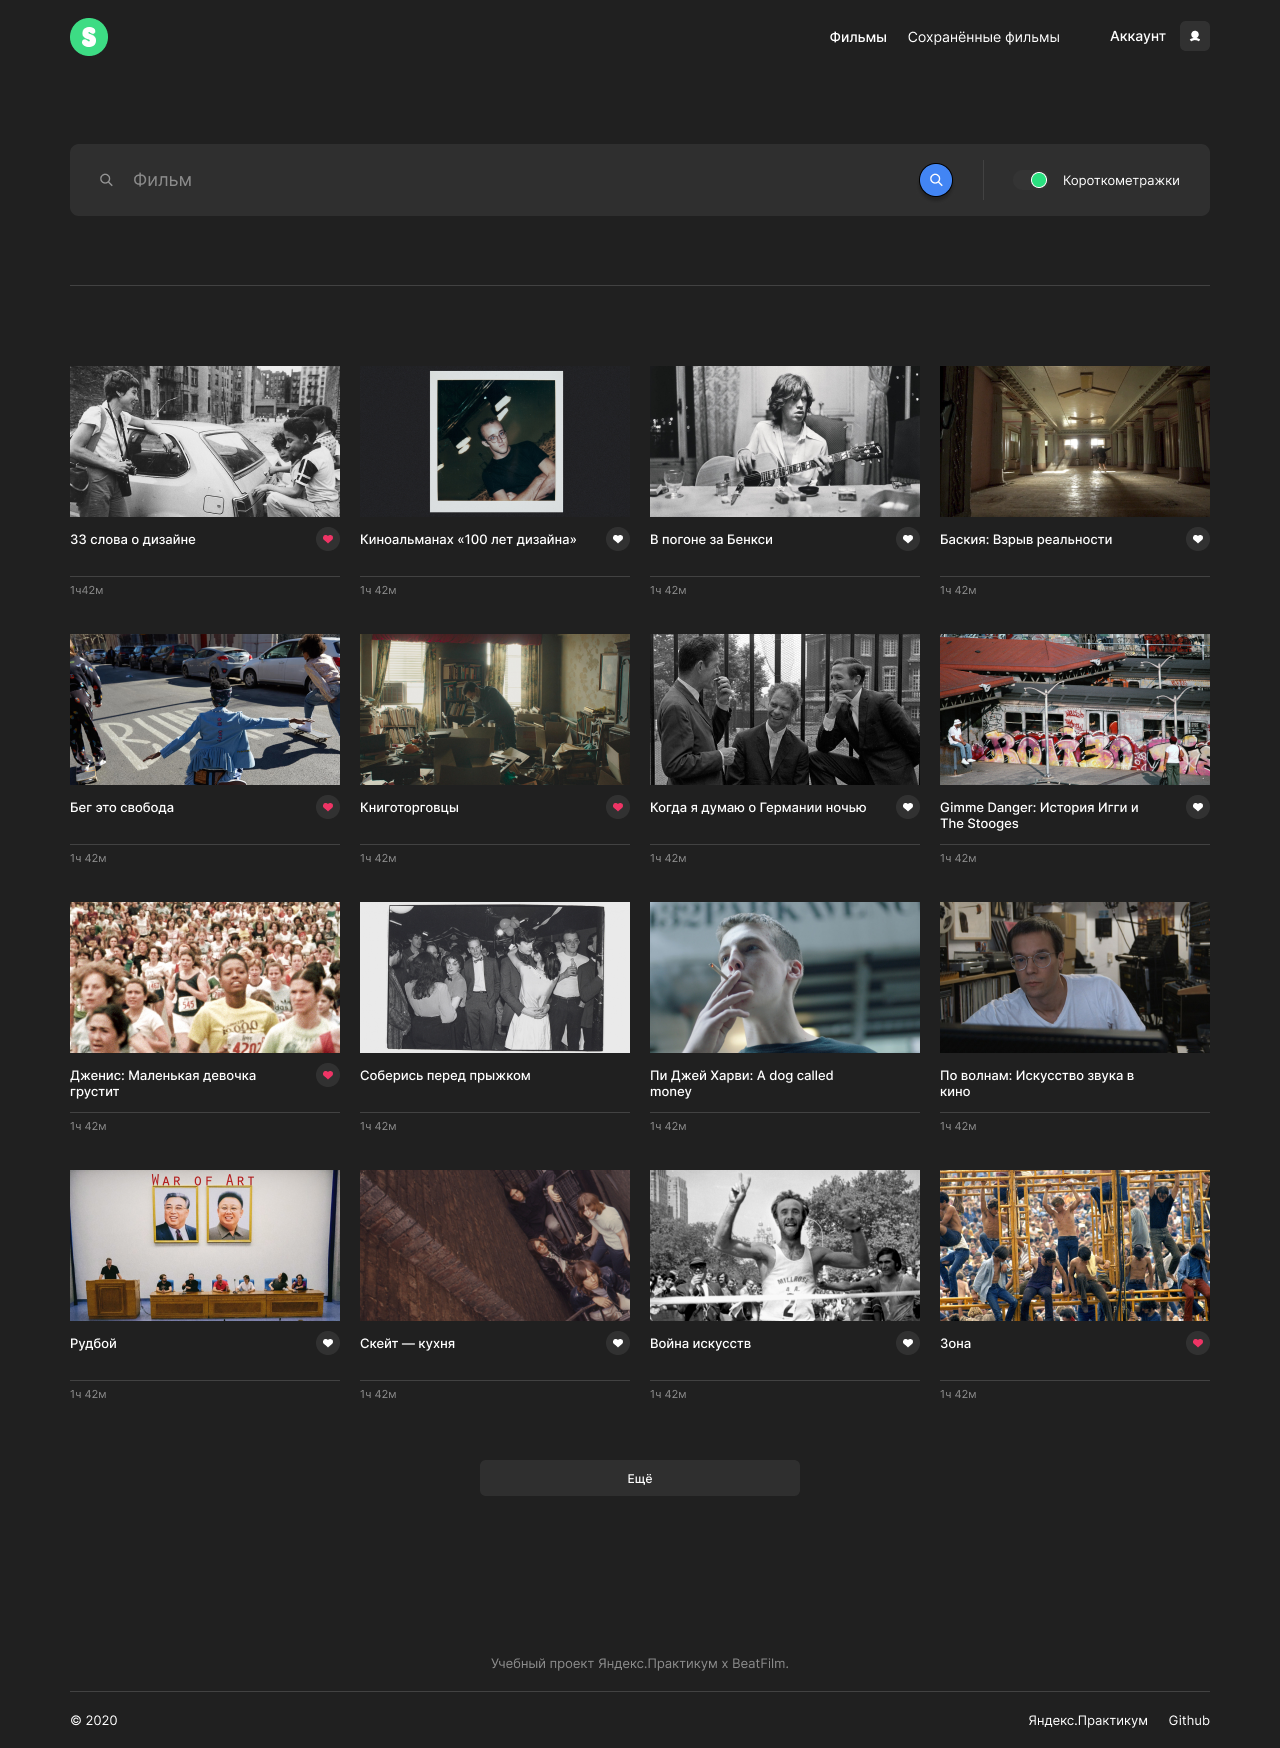 S
Фильмы Сохранённые фильмы Аккаунт
Фильм
Короткометражки
33 слова о дизайне
Киноальманах «100 лет дизайна»
В погоне за Бенкси
Баския: Взрыв реальности
1ч42м
1ч 42м
1ч 42м
1ч 42м
RUN
Бег это свобода
Книготорговцы
Когда я думаю о Германии ночью
Gimme Danger: История Игги и
The Stooges
1ч 42м
1ч 42м
1ч 42м
1ч 42м
Дженис: Маленькая девочка
грустит
Соберись перед прыжком
Пи Джей Харви: A dog called
money
По волнам: Искусство звука в
кино
1ч 42м
1ч 42м
1ч 42м
1ч 42м
WAR OF ART
Рудбой
Скейт — кухня
Война искусств
Зона
1ч 42м
1ч 42м
1ч 42м
1ч 42м
Ещё
Учебный проект Яндекс.Практикум х BeatFilm.
© 2020
Яндекс.Практикум Github